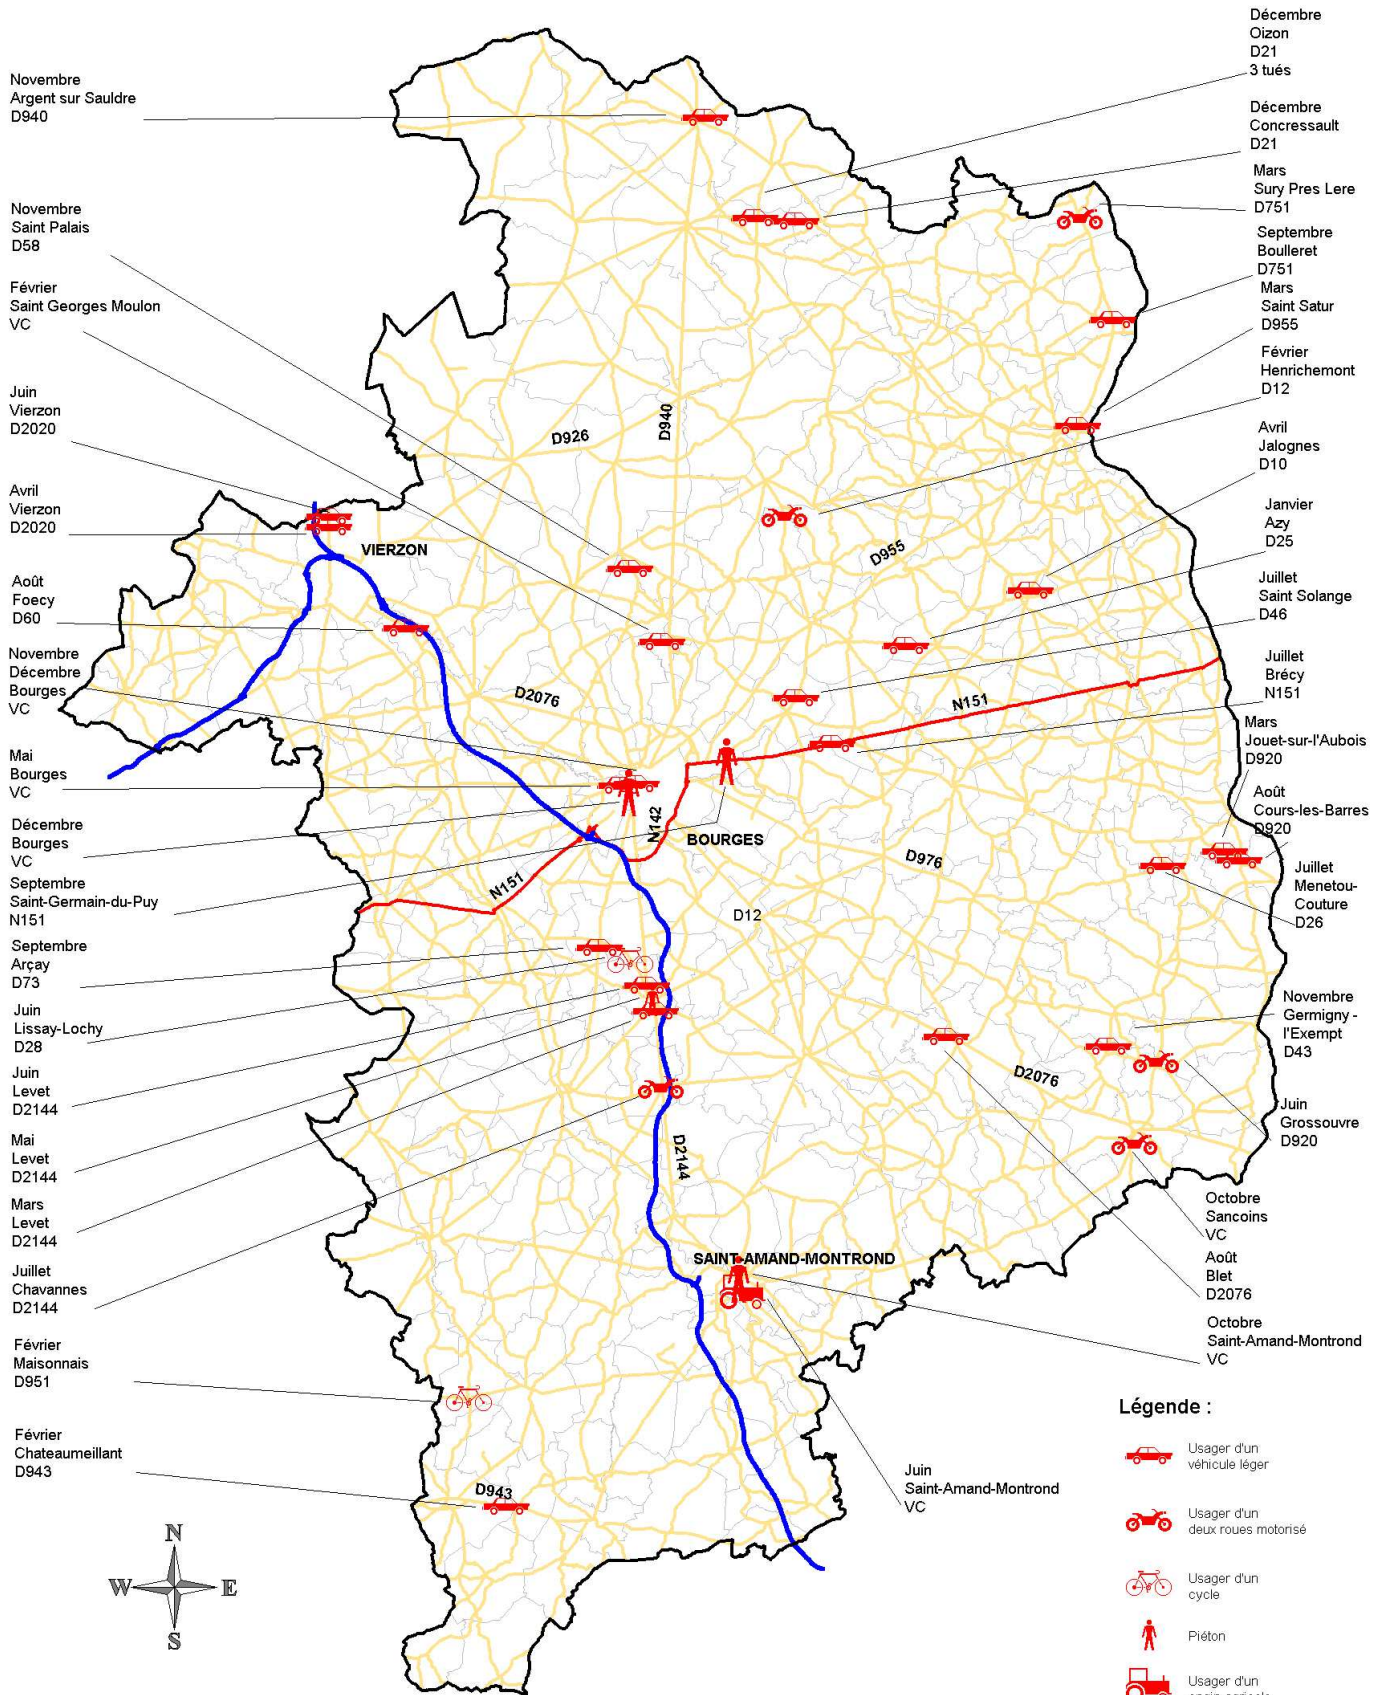 Novembre
Argent sur Sauldre
D940
Novembre
Saint Palais
D58
Février
Saint Georges Moulon
VC
Juin
Vierzon
D2020
Avril
Vierzon
D2020
Août
Foecy
D60
Novembre
Décembre
Bourges
VC
Mai
Bourges
VC
Décembre
Bourges
VC
Septembre
Saint-Germain-du-Puy
N151
Septembre
Arçay
D73
Juin
Lissay-Lochy
D28
Juin
Levet
D2144
Mai
Levet
D2144
Mars
Levet
D2144
Juillet
Chavannes
D2144
Février
Maisonnais
D951
Février
Chateaumeillant
D943
Décembre
Oizon
D21
3 tués
Décembre
Concressault
D21
Mars
Sury Pres Lere
D751
Septembre
Boulleret
D751
Mars
Saint Satur
D955
Février
Henrichemont
D12
Avril
Jalognes
D10
Janvier
Azy
D25
Juillet
Saint Solange
D46
Juillet
Brécy
N151
Mars
Jouet-sur-l'Aubois
D920
Août
Cours-les-Barres
D920
Juillet
Menetou-
Couture
D26
Novembre
Germigny -
l'Exempt
D43
Juin
Grossouvre
D920
Octobre
Sancoins
VC
Août
Blet
D2076
Octobre
Saint-Amand-Montrond
VC
Juin
Saint-Amand-Montrond
VC
D926
D940
D955
VIERZON
D2076
N151
N142
BOURGES
D976
N151
D12
D2076
D2144
SAINT-AMAND-MONTROND
D943
N
W
E
S
Légende :
Usager d'un
véhicule léger
Usager d'un
deux roues motorisé
Usager d'un
cycle
Piéton
Usager d'un